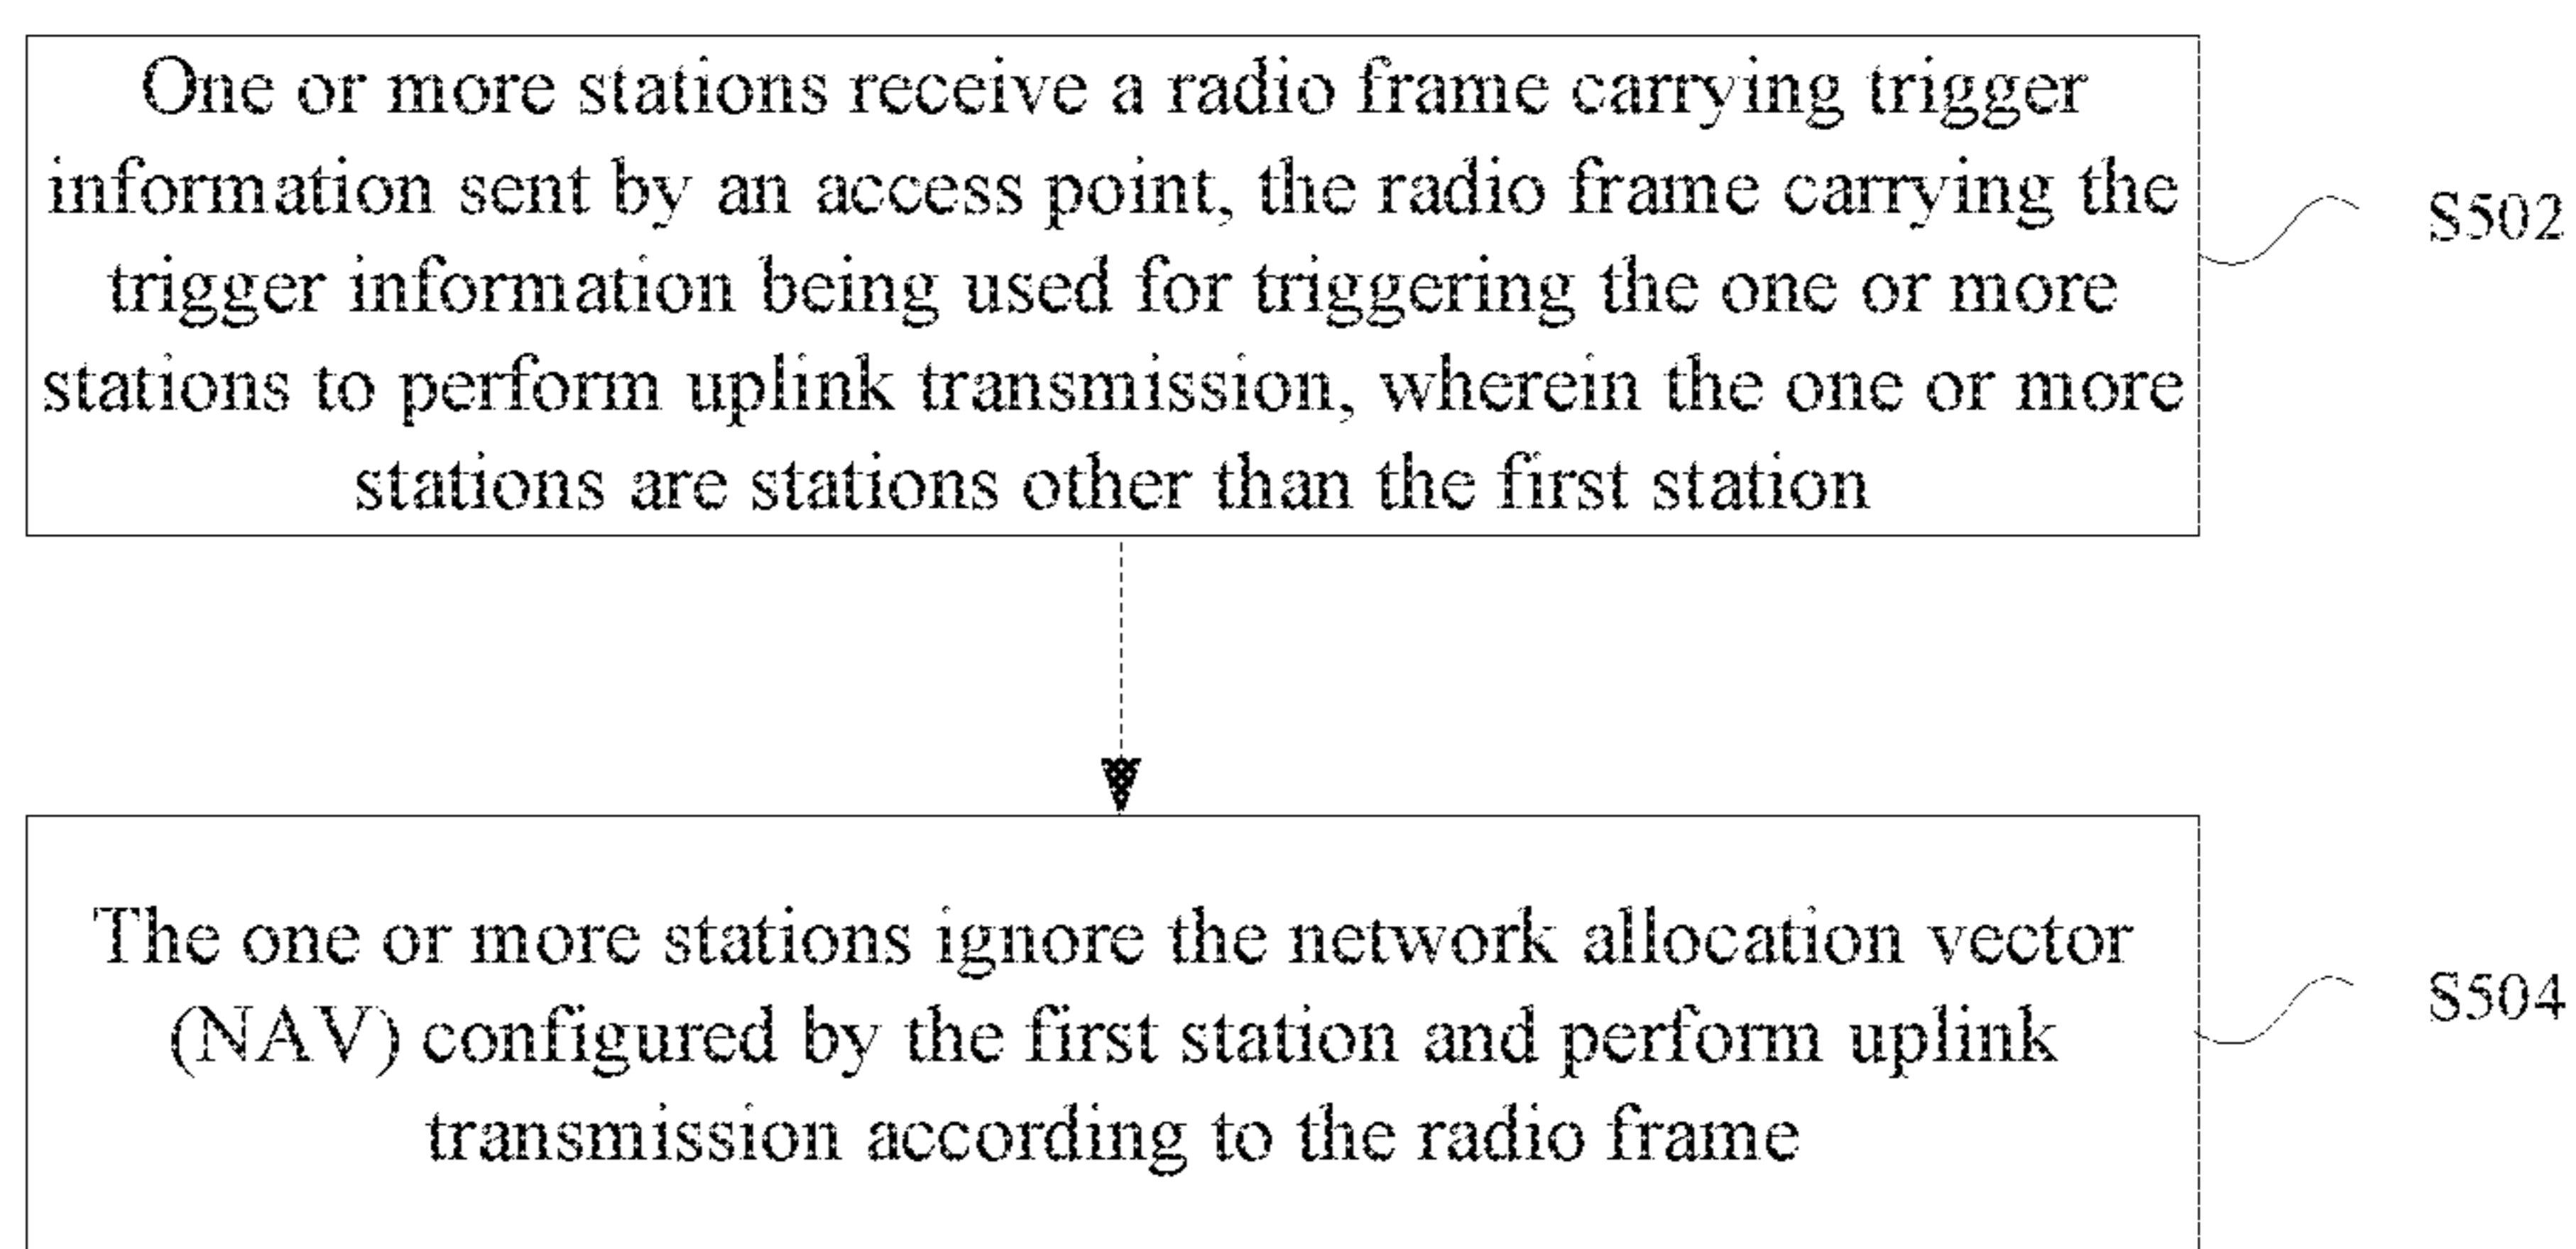 One or more stations receive a radio frame carrying trigger
information sent by an access point, the radio frame carrying the
trigger information being used for triggering the one or more
stations to perform uplink transmission, wherein the one or more
stations are stations other than the first station
S502
The one or more stations ignore the network allocation vector
(NAV) configured by the first station and perform uplink
transmission according to the radio frame
S504